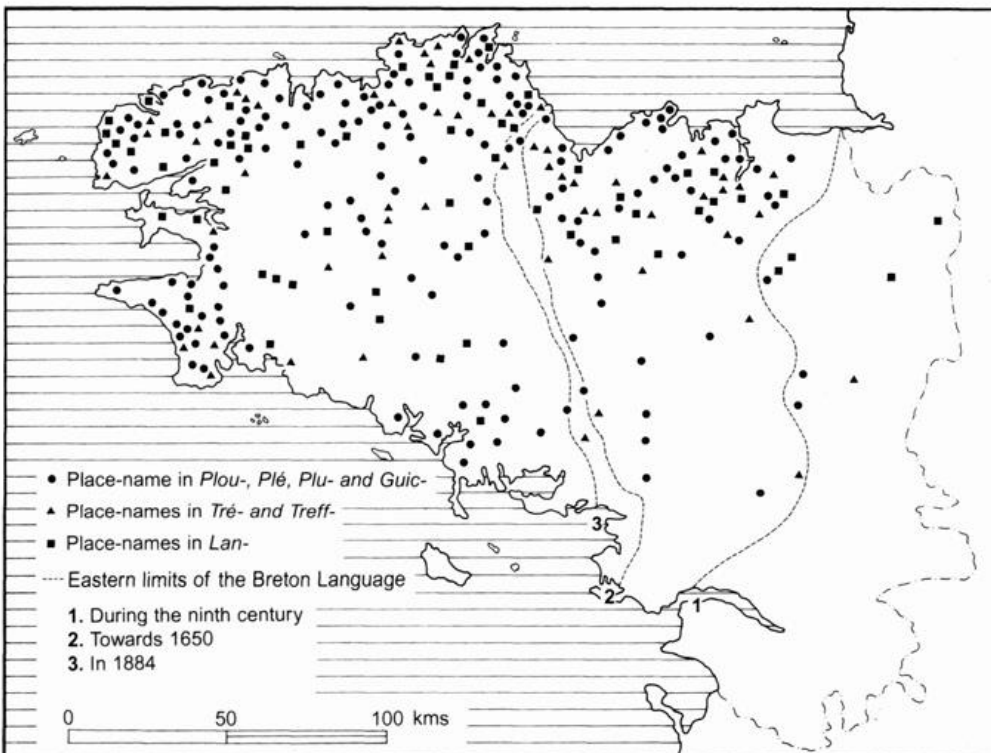 3
2
1
● Place-name in Plou-, Plé, Plu- and Guic-
▲ Place-names in Tré- and Treff-
■ Place-names in Lan-
----- Eastern limits of the Breton Language
1. During the ninth century
2. Towards 1650
3. In 1884
0 50 100 kms